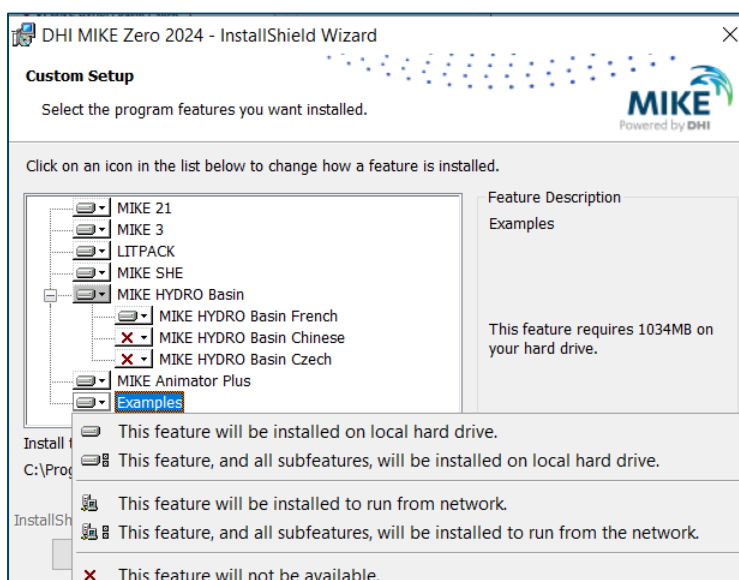 DHI MIKE Zero 2024 - InstallShield Wizard
Custom Setup
Select the program features you want installed.
MIKE
Powered by DHI
Click on an icon in the list below to change how a feature is installed.
MIKE 21
MIKE 3
LITPACK
MIKE SHE
MIKE HYDRO Basin
MIKE HYDRO Basin French
MIKE HYDRO Basin Chinese
MIKE HYDRO Basin Czech
MIKE Animator Plus
Examples
Feature Description
Examples
This feature requires 1034MB on
your hard drive.
Install
C:\Prog
InstallSh
This feature will be installed on local hard drive.
This feature, and all subfeatures, will be installed on local hard drive.
This feature will be installed to run from network.
This feature, and all subfeatures, will be installed to run from the network.
This feature will not be available.